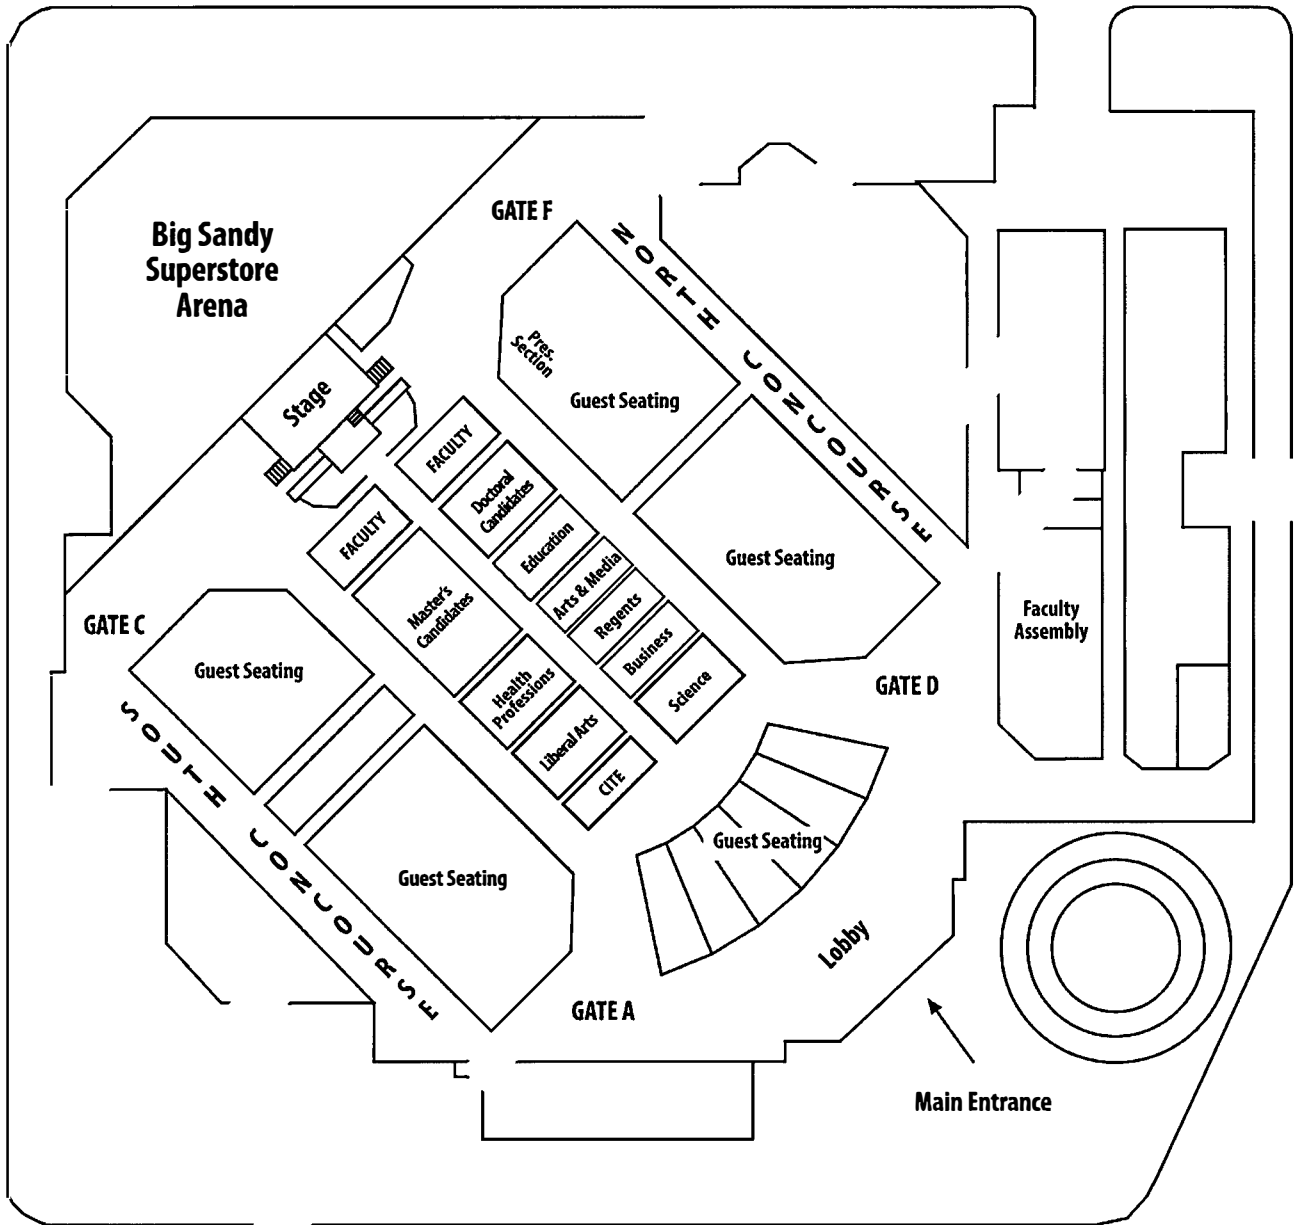 GATE F
NORTH CONCOURSE
Big Sandy
Superstore
Arena
Pres.
Section
Guest Seating
Stage
FACULTY
Doctoral
Candidates
Education
Arts & Media
Regents
Business
Science
Guest Seating
FACULTY
Master's
Candidates
Health
Professions
Liberal Arts
CITE
Faculty
Assembly
GATE C
Guest Seating
GATE D
SOUTH CONCOURSE
Guest Seating
Guest Seating
Lobby
GATE A
Main Entrance